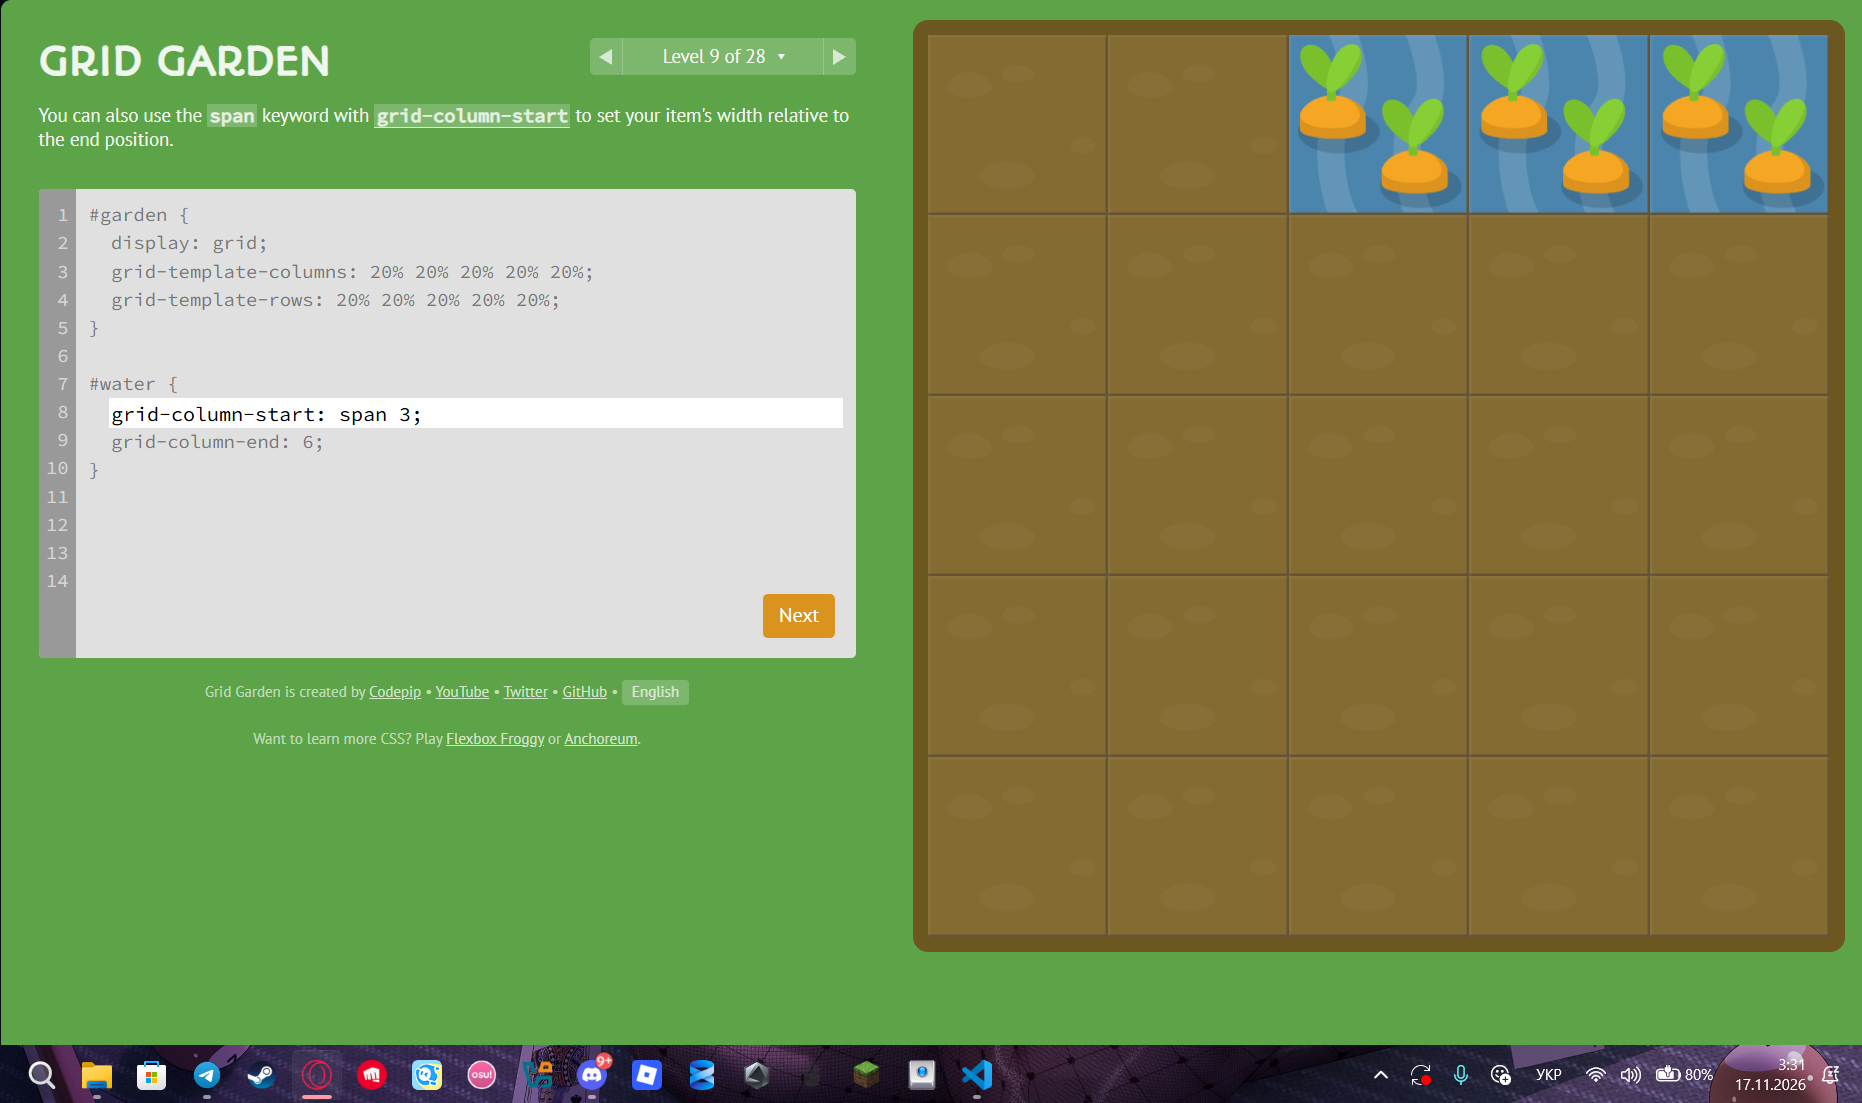 GRID GARDEN
◀ Level 9 of 28 ▾ ▶
You can also use the span keyword with grid-column-start to set your item's width relative to
the end position.
1 #garden {
2 display: grid;
3 grid-template-columns: 20% 20% 20% 20% 20%;
4 grid-template-rows: 20% 20% 20% 20% 20%;
5 }
6
7 #water {
8 grid-column-start: span 3;
9 grid-column-end: 6;
10 }
11
12
13
14
Next
Grid Garden is created by Codepip • YouTube • Twitter • GitHub • English
Want to learn more CSS? Play Flexbox Froggy or Anchoreum.
osu!
9+
УКР
80%
3:31
17.11.2026